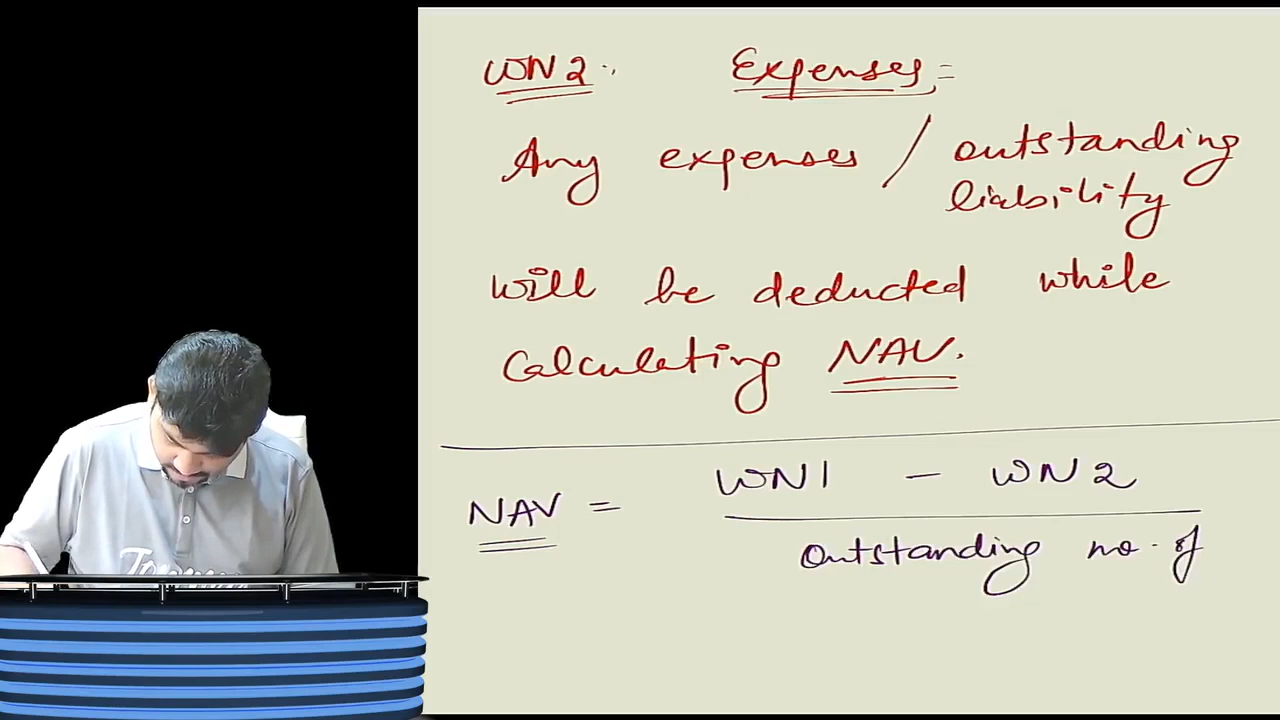 WN2:
Expenses =
Any expenses / outstanding liability
will be deducted while
Calculating NAV.
NAV = WN1 - WN2
Outstanding no. of